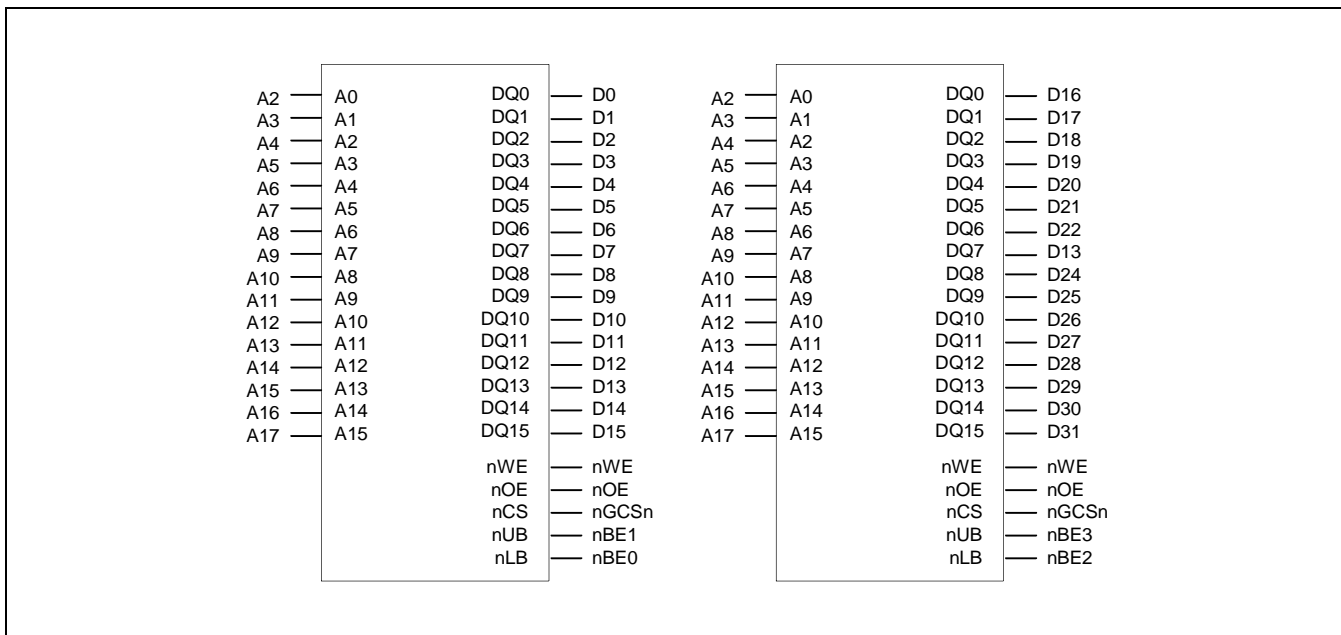 A2 A0 DQ0 D0
A3 A1 DQ1 D1
A4 A2 DQ2 D2
A5 A3 DQ3 D3
A6 A4 DQ4 D4
A7 A5 DQ5 D5
A8 A6 DQ6 D6
A9 A7 DQ7 D7
A10 A8 DQ8 D8
A11 A9 DQ9 D9
A12 A10 DQ10 D10
A13 A11 DQ11 D11
A14 A12 DQ12 D12
A15 A13 DQ13 D13
A16 A14 DQ14 D14
A17 A15 DQ15 D15
nWE nWE
nOE nOE
nCS nGCSn
nUB nBE1
nLB nBE0
A2 A0 DQ0 D16
A3 A1 DQ1 D17
A4 A2 DQ2 D18
A5 A3 DQ3 D19
A6 A4 DQ4 D20
A7 A5 DQ5 D21
A8 A6 DQ6 D22
A9 A7 DQ7 D13
A10 A8 DQ8 D24
A11 A9 DQ9 D25
A12 A10 DQ10 D26
A13 A11 DQ11 D27
A14 A12 DQ12 D28
A15 A13 DQ13 D29
A16 A14 DQ14 D30
A17 A15 DQ15 D31
nWE nWE
nOE nOE
nCS nGCSn
nUB nBE3
nLB nBE2